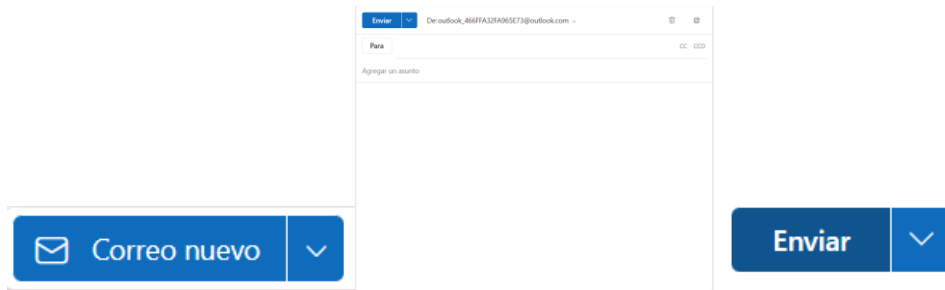 Enviar
De: outlook_466FFA32FA965E73@outlook.com
Para
CC CCO
Agregar un asunto
Correo nuevo
Enviar